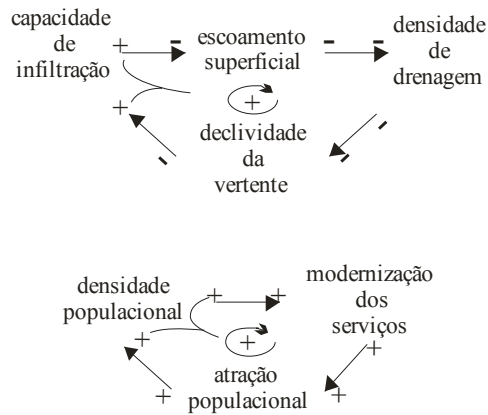 capacidade
de
infiltração
escoamento
superficial
densidade
de
drenagem
+
-
-
-
+
+
declividade
da
vertente
-
-
-
densidade
populacional
+
+
modernização
dos
serviços
+
+
+
atração
populacional
+
+